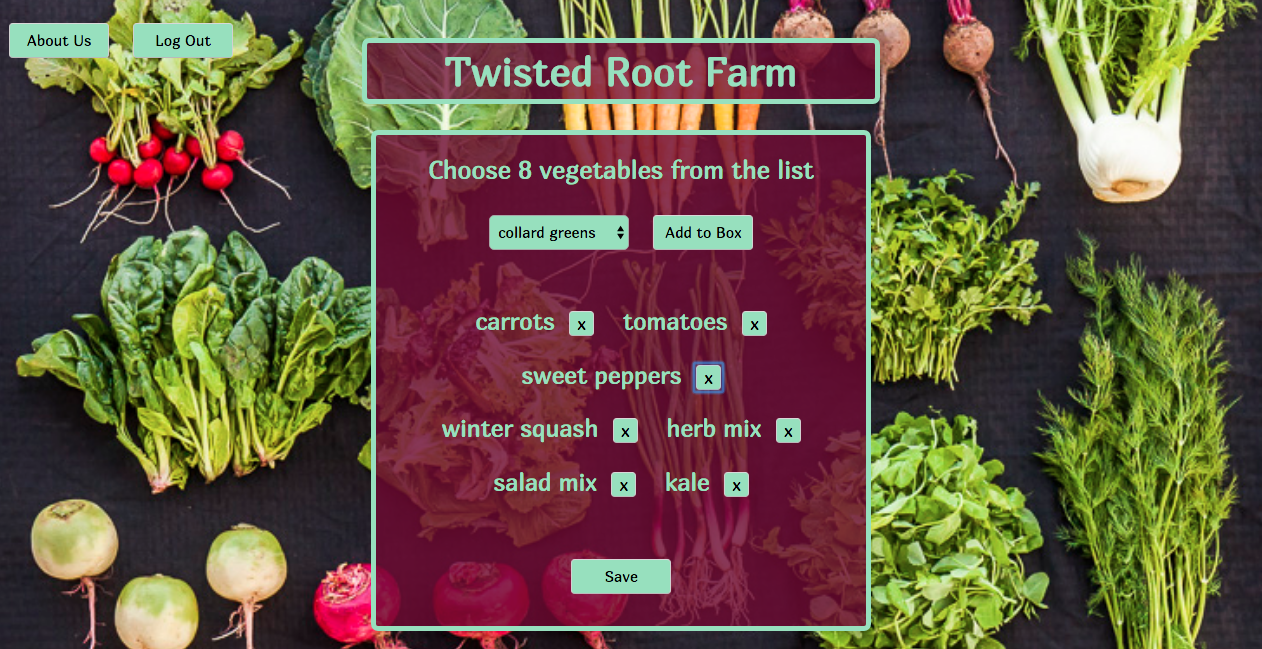 About Us Log Out
Twisted Root Farm
Choose 8 vegetables from the list
collard greens Add to Box
carrots x tomatoes x
sweet peppers x
winter squash x herb mix x
salad mix x kale x
Save